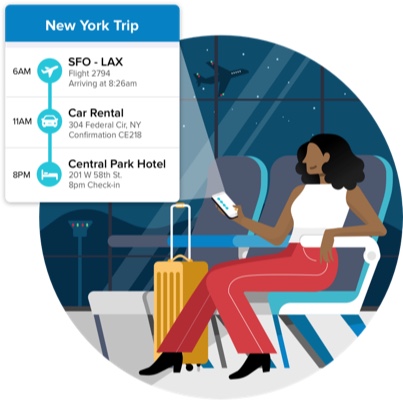 New York Trip
6AM
SFO - LAX
Flight 2794
Arriving at 8:26am
11AM
Car Rental
304 Federal Cir, NY
Confirmation CE218
8PM
Central Park Hotel
201 W 58th St.
8pm Check-in